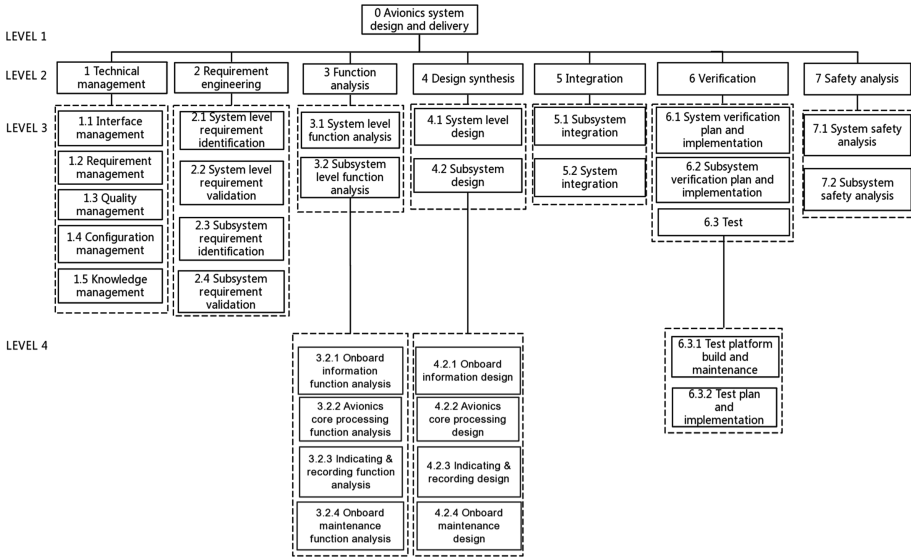 0 Avionics system
design and delivery
LEVEL 1
LEVEL 2
1 Technical
management
2 Requirement
engineering
3 Function
analysis
4 Design synthesis
5 Integration
6 Verification
7 Safety analysis
LEVEL 3
1.1 Interface
management
1.2 Requirement
management
1.3 Quality
management
1.4 Configuration
management
1.5 Knowledge
management
2.1 System level
requirement
identification
2.2 System level
requirement
validation
2.3 Subsystem
requirement
identification
2.4 Subsystem
requirement
validation
3.1 System level
function analysis
3.2 Subsystem
level function
analysis
4.1 System level
design
4.2 Subsystem
design
5.1 Subsystem
integration
5.2 System
integration
6.1 System verification
plan and
implementation
6.2 Subsystem
verification plan and
implementation
6.3 Test
7.1 System safety
analysis
7.2 Subsystem
safety analysis
LEVEL 4
3.2.1 Onboard
information
function analysis
3.2.2 Avionics
core processing
function analysis
3.2.3 Indicating &
recording function
analysis
3.2.4 Onboard
maintenance
function analysis
4.2.1 Onboard
information design
4.2.2 Avionics
core processing
design
4.2.3 Indicating &
recording design
4.2.4 Onboard
maintenance
design
6.3.1 Test platform
build and
maintenance
6.3.2 Test plan
and
implementation